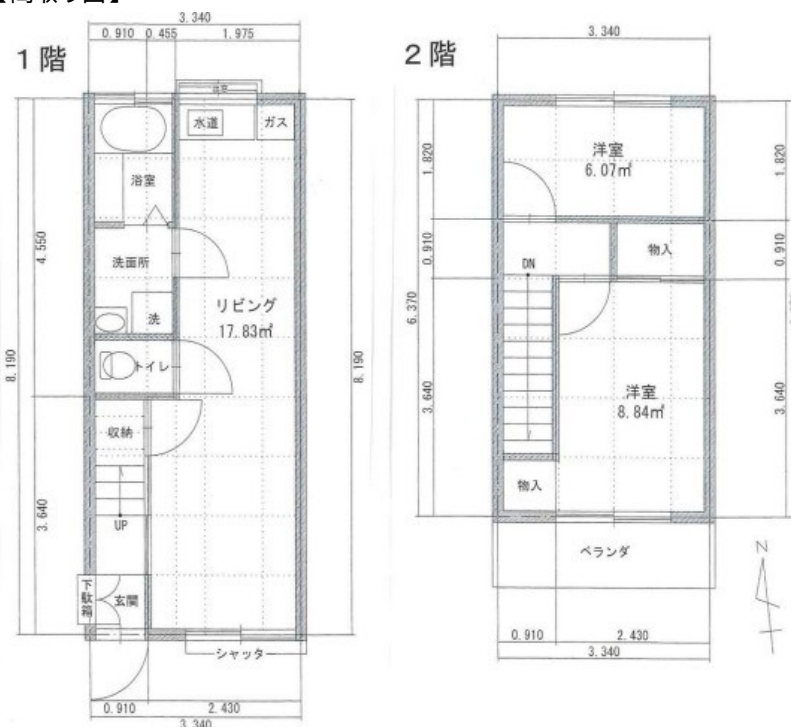 1階
3.340
0.910 0.455 1.975
水道
ガス
浴室
洗面所
洗
リビング
17.83㎡
トイレ
収納
UP
下駄箱
玄関
シャッター
4.550
3.640
8.190
8.190
0.910 2.430
3.340
2階
3.340
洋室
6.07㎡
物入
DN
洋室
8.84㎡
物入
ベランダ
1.820
0.910
3.640
6.370
1.820
0.910
3.640
0.910 2.430
3.340
N